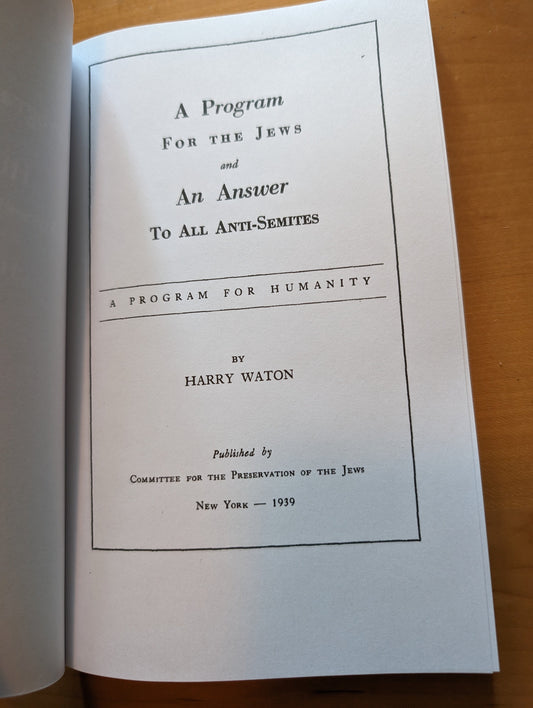 A Program
FOR THE JEWS
and
An Answer
TO ALL ANTI-SEMITES
A PROGRAM FOR HUMANITY
BY
HARRY WATON
Published by
COMMITTEE FOR THE PRESERVATION OF THE JEWS
NEW YORK — 1939